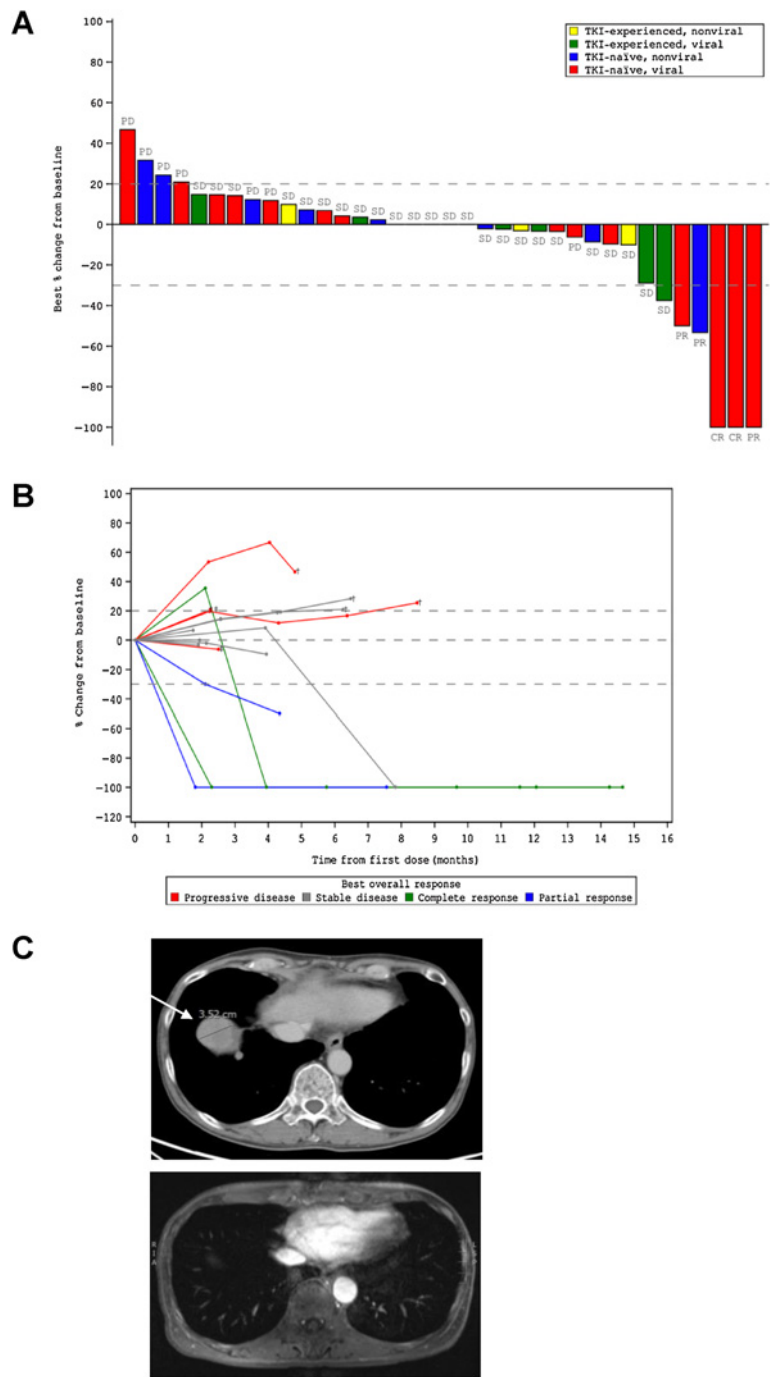 A
TKI-experienced, nonviral
TKI-experienced, viral
TKI-naïve, nonviral
TKI-naïve, viral
100
80
60
40
20
0
−20
−40
−60
−80
−100
Best % change from baseline
PD
PD
PD
PD
SD SD SD
PD PD
SD
SD SD
SD SD
SD
SD SD SD SD SD
SD SD
SD SD SD
PD
SD
SD SD
SD
SD
PR
PR
CR CR PR
B
100
80
60
40
20
0
−20
−40
−60
−80
−100
−120
% Change from baseline
0 1 2 3 4 5 6 7 8 9 10 11 12 13 14 15 16
Time from first dose (months)
Best overall response
Progressive disease Stable disease Complete response Partial response
C
3.52 cm
R
I
A